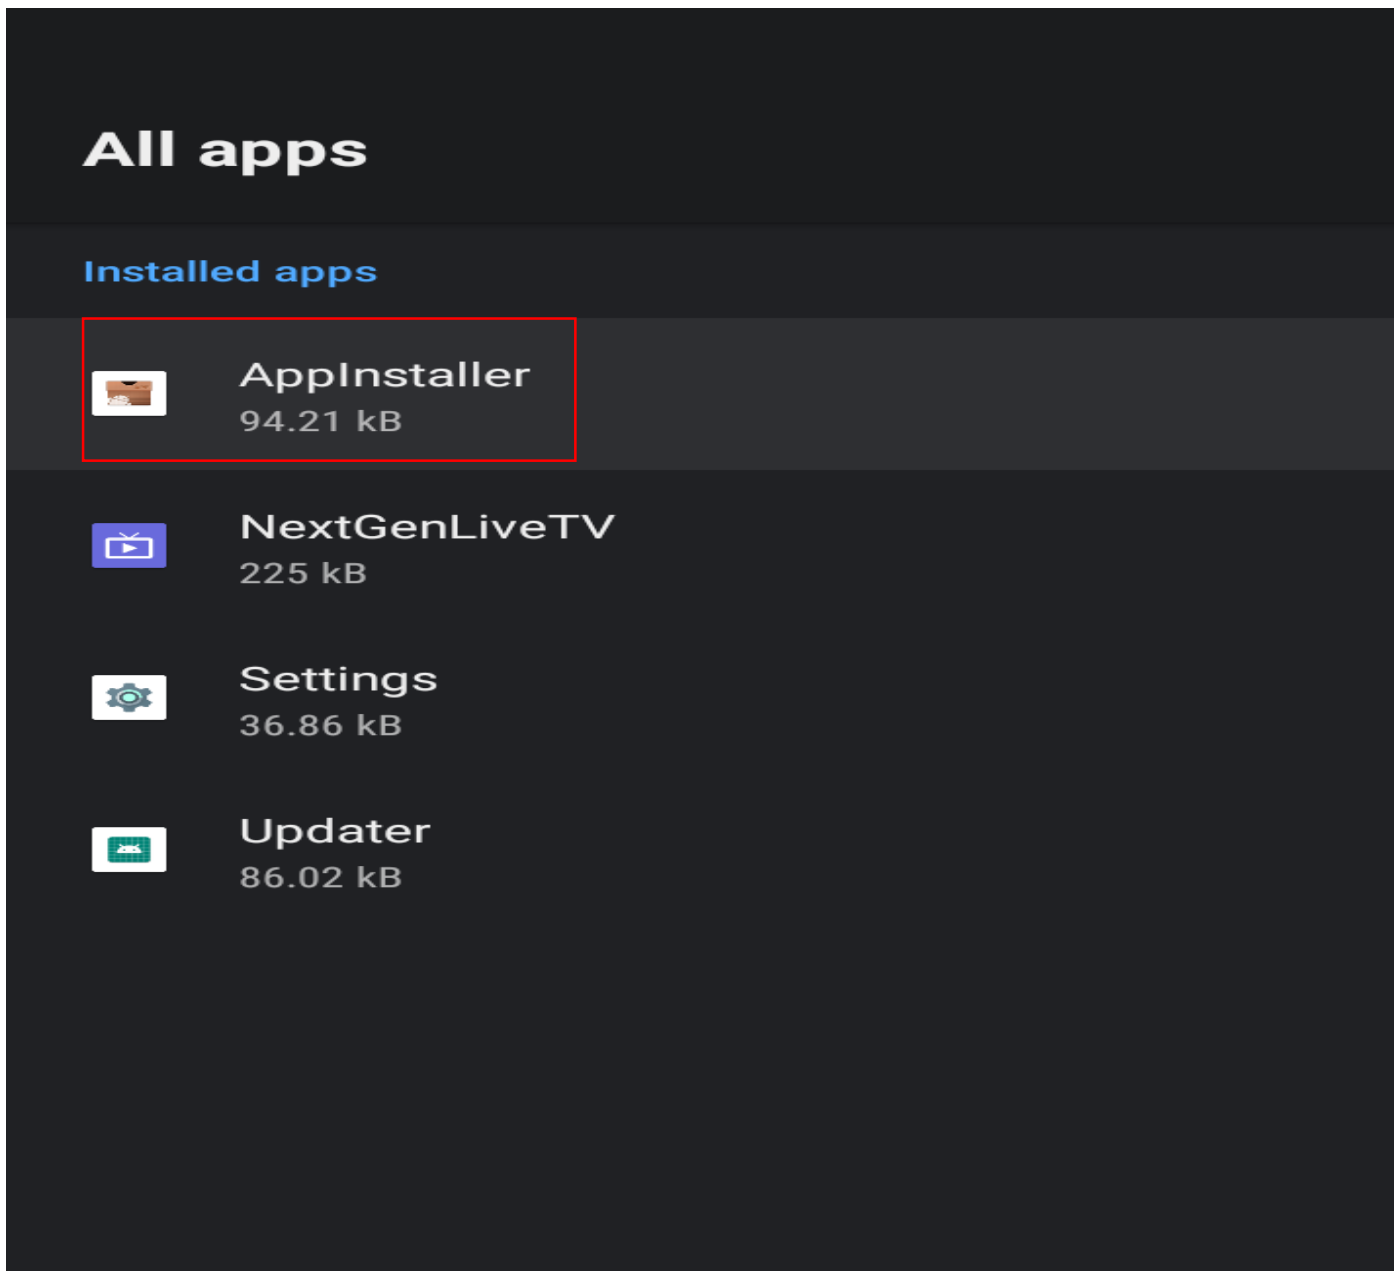 All apps
Installed apps
AppInstaller
94.21 kB
NextGenLiveTV
225 kB
Settings
36.86 kB
Updater
86.02 kB